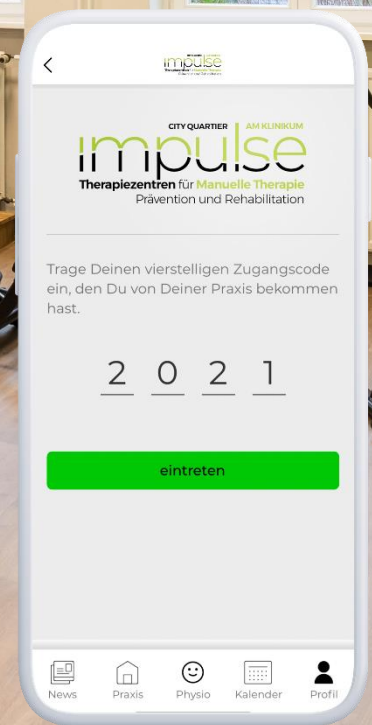 impulse
CITY QUARTIER | AM KLINIKUM
impulse
Therapiezentren für Manuelle Therapie
Prävention und Rehabilitation
Trage Deinen vierstelligen Zugangscode
ein, den Du von Deiner Praxis bekommen
hast.
2 0 2 1
eintreten
News Praxis Physio Kalender Profil